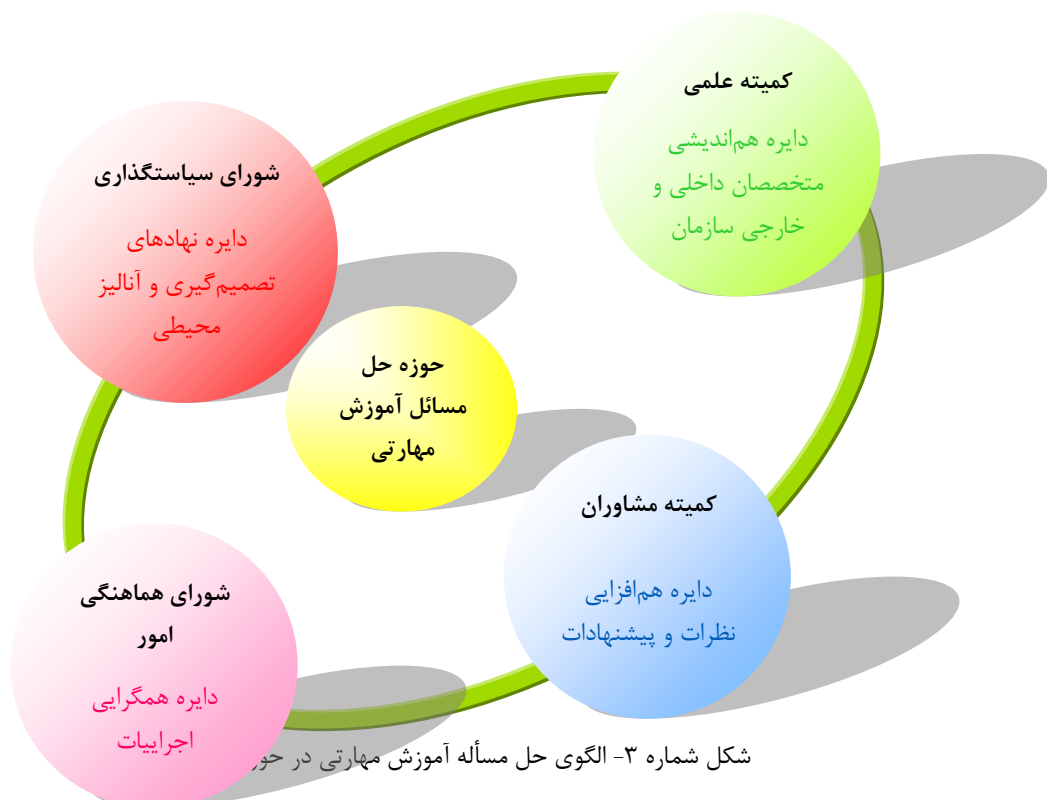 کمیته علمی
دایره هم‌اندیشی
متخصصان داخلی و
خارجی سازمان
شورای سیاستگذاری
دایره نهادهای
تصمیم‌گیری و آنالیز
محیطی
حوزه حل
مسائل آموزش
مهارتی
کمیته مشاوران
دایره هم‌افزایی
نظرات و پیشنهادات
شورای هماهنگی
امور
دایره همگرایی
اجراییات
شکل شماره ۳- الگوی حل مسأله آموزش مهارتی در